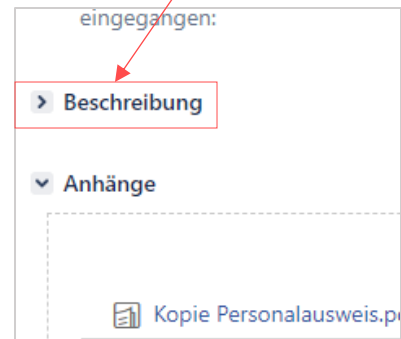 eingegangen:
Beschreibung
Anhänge
Kopie Personalausweis.p